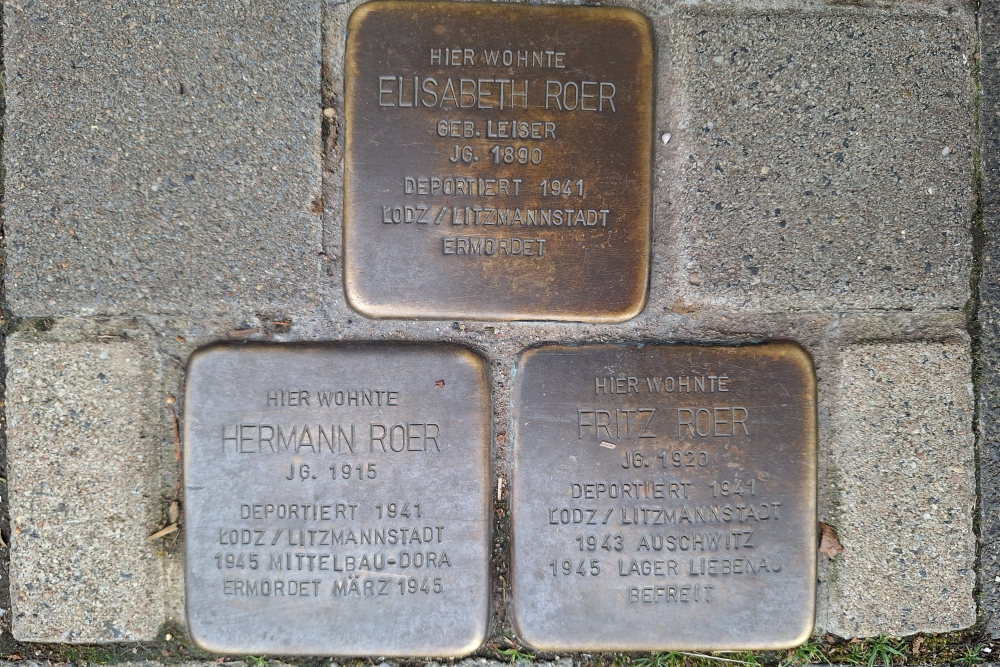 HIER WOHNTE
ELISABETH ROER
GEB. LEISER
JG. 1890
DEPORTIERT 1941
ŁODZ / LITZMANNSTADT
ERMORDET
HIER WOHNTE
HERMANN ROER
JG. 1915
DEPORTIERT 1941
ŁODZ / LITZMANNSTADT
1945 MITTELBAU-DORA
ERMORDET MÄRZ 1945
HIER WOHNTE
FRITZ ROER
JG. 1920
DEPORTIERT 1941
ŁODZ / LITZMANNSTADT
1943 AUSCHWITZ
1945 LAGER LIEBENAU
BEFREIT